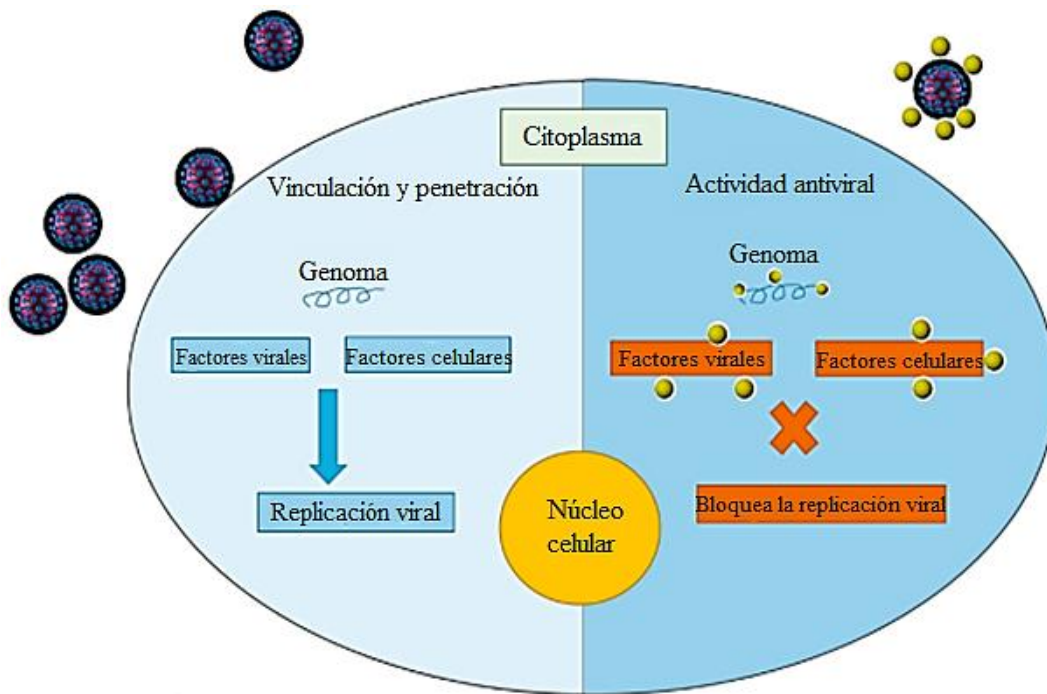 Citoplasma
Vinculación y penetración
Genoma
Factores virales
Factores celulares
Replicación viral
Núcleo
celular
Actividad antiviral
Genoma
Factores virales
Factores celulares
Bloquea la replicación viral